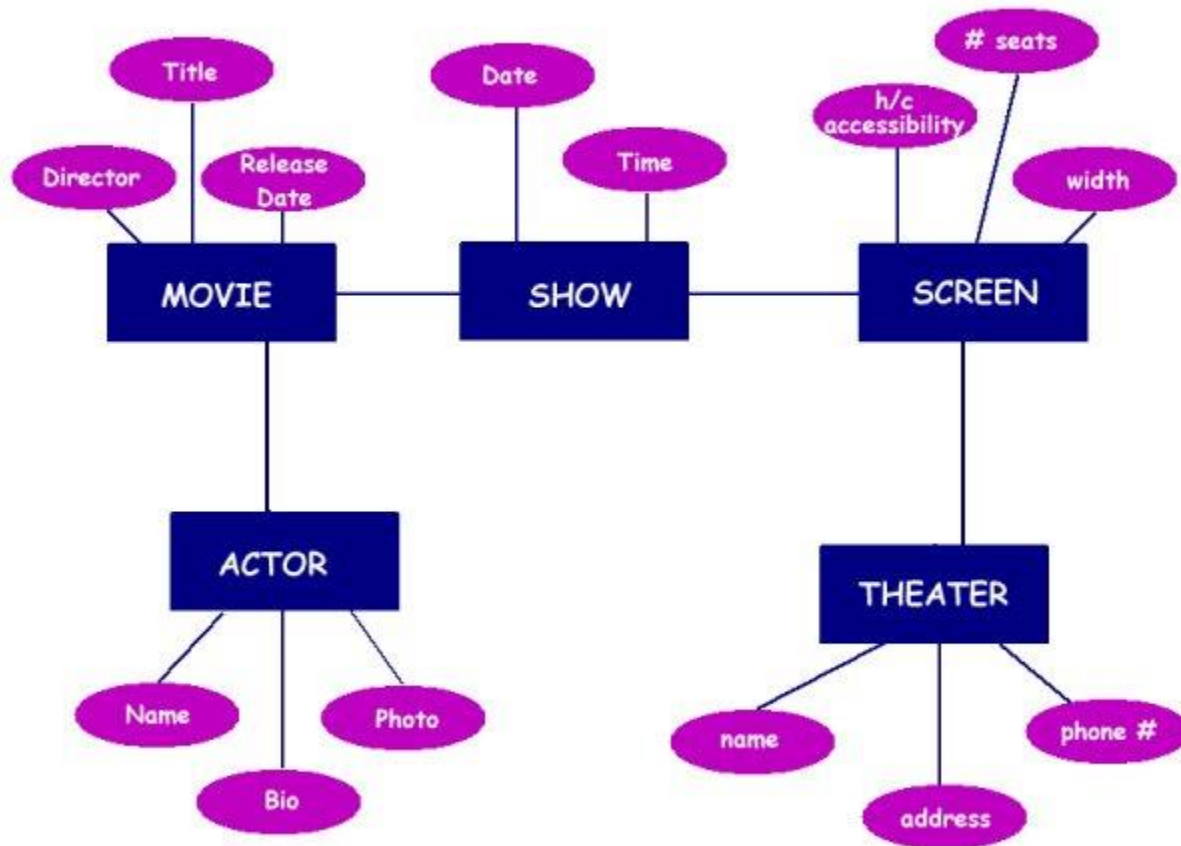 # seats
Title
Date
h/c
accessibility
Time
Release
Date
Director
width
MOVIE
SHOW
SCREEN
ACTOR
THEATER
Name
Photo
name
phone #
Bio
address